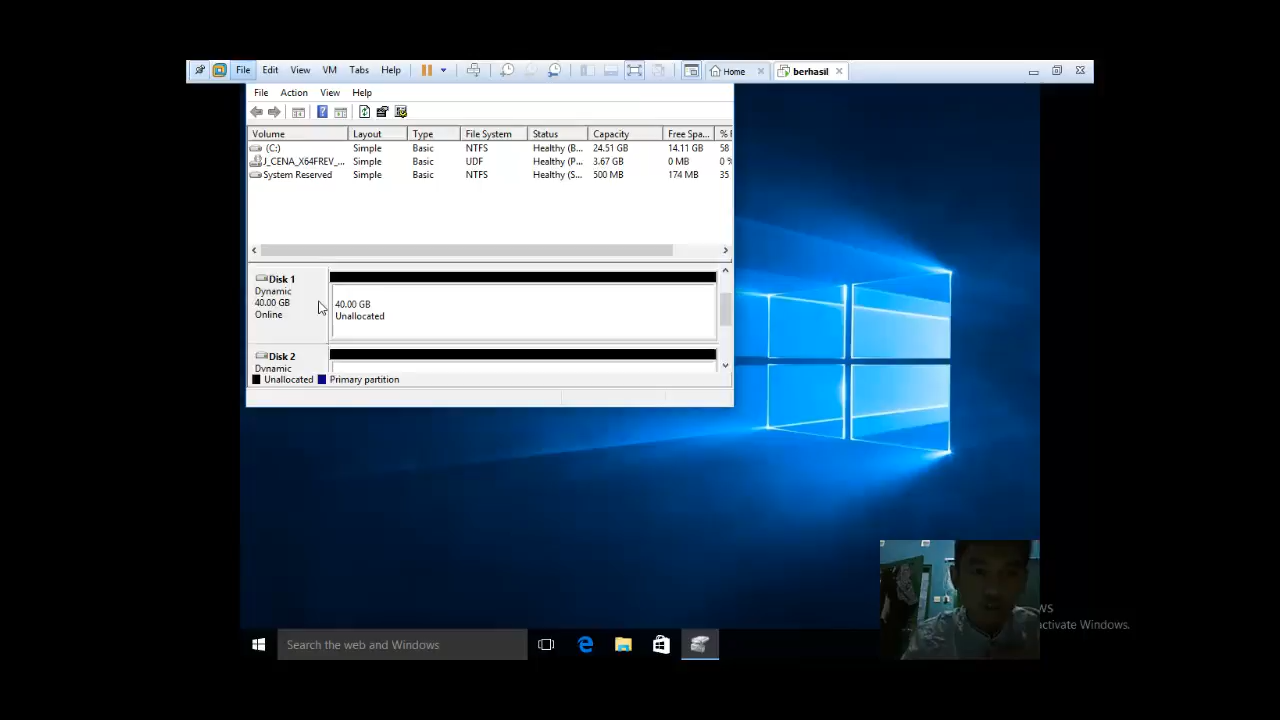 File Edit View VM Tabs Help Home berhasil
File Action View Help
Volume Layout Type File System Status Capacity Free Spa... %
(C:) Simple Basic NTFS Healthy (B... 24.51 GB 14.11 GB 58
J_CENA_X64FREV_... Simple Basic UDF Healthy (P... 3.67 GB 0 MB 0 %
System Reserved Simple Basic NTFS Healthy (S... 500 MB 174 MB 35
Disk 1
Dynamic
40.00 GB
Online
40.00 GB
Unallocated
Disk 2
Dynamic
Unallocated Primary partition
ws
activate Windows.
Search the web and Windows